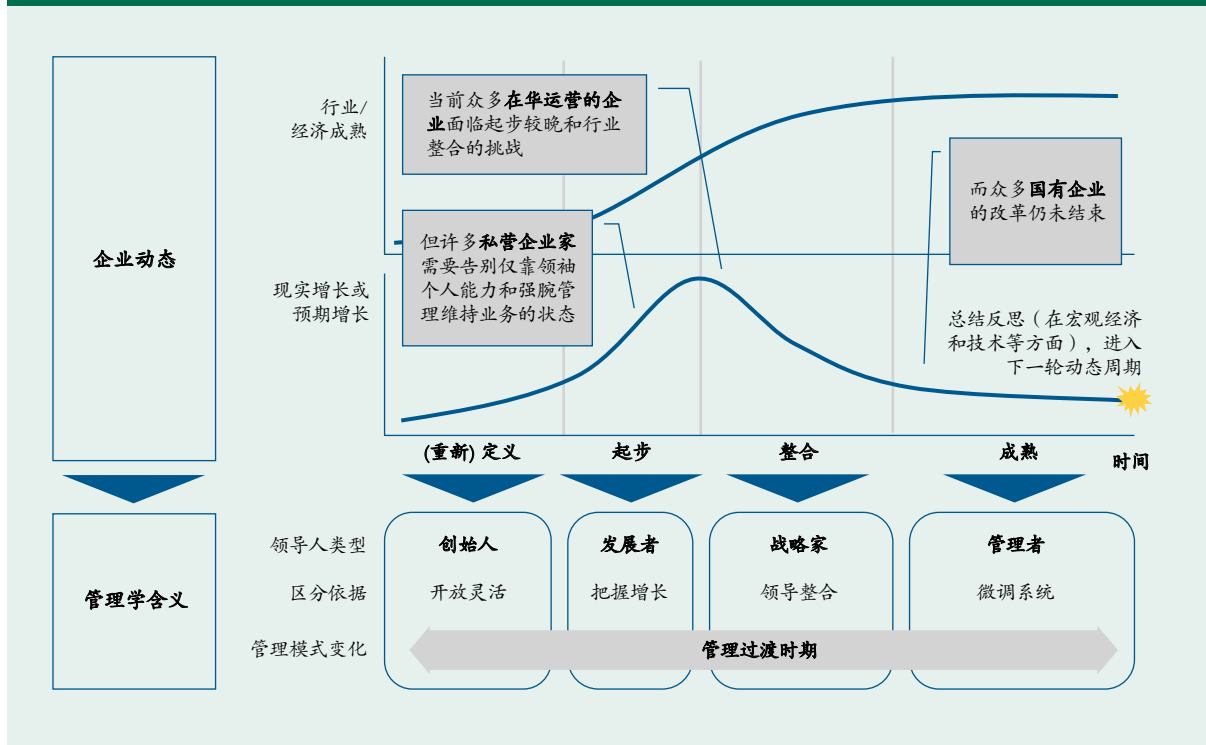 企业动态
行业/
经济成熟
当前众多在华运营的企
业面临起步较晚和行业
整合的挑战
而众多国有企业
的改革仍未结束
现实增长或
预期增长
但许多私营企业家
需要告别仅靠领袖
个人能力和强腕管
理维持业务的状态
总结反思（在宏观经济
和技术等方面），进入
下一轮动态周期
(重新) 定义
起步
整合
成熟
时间
管理学含义
领导人类型
创始人
发展者
战略家
管理者
区分依据
开放灵活
把握增长
领导整合
微调系统
管理模式变化
管理过渡时期